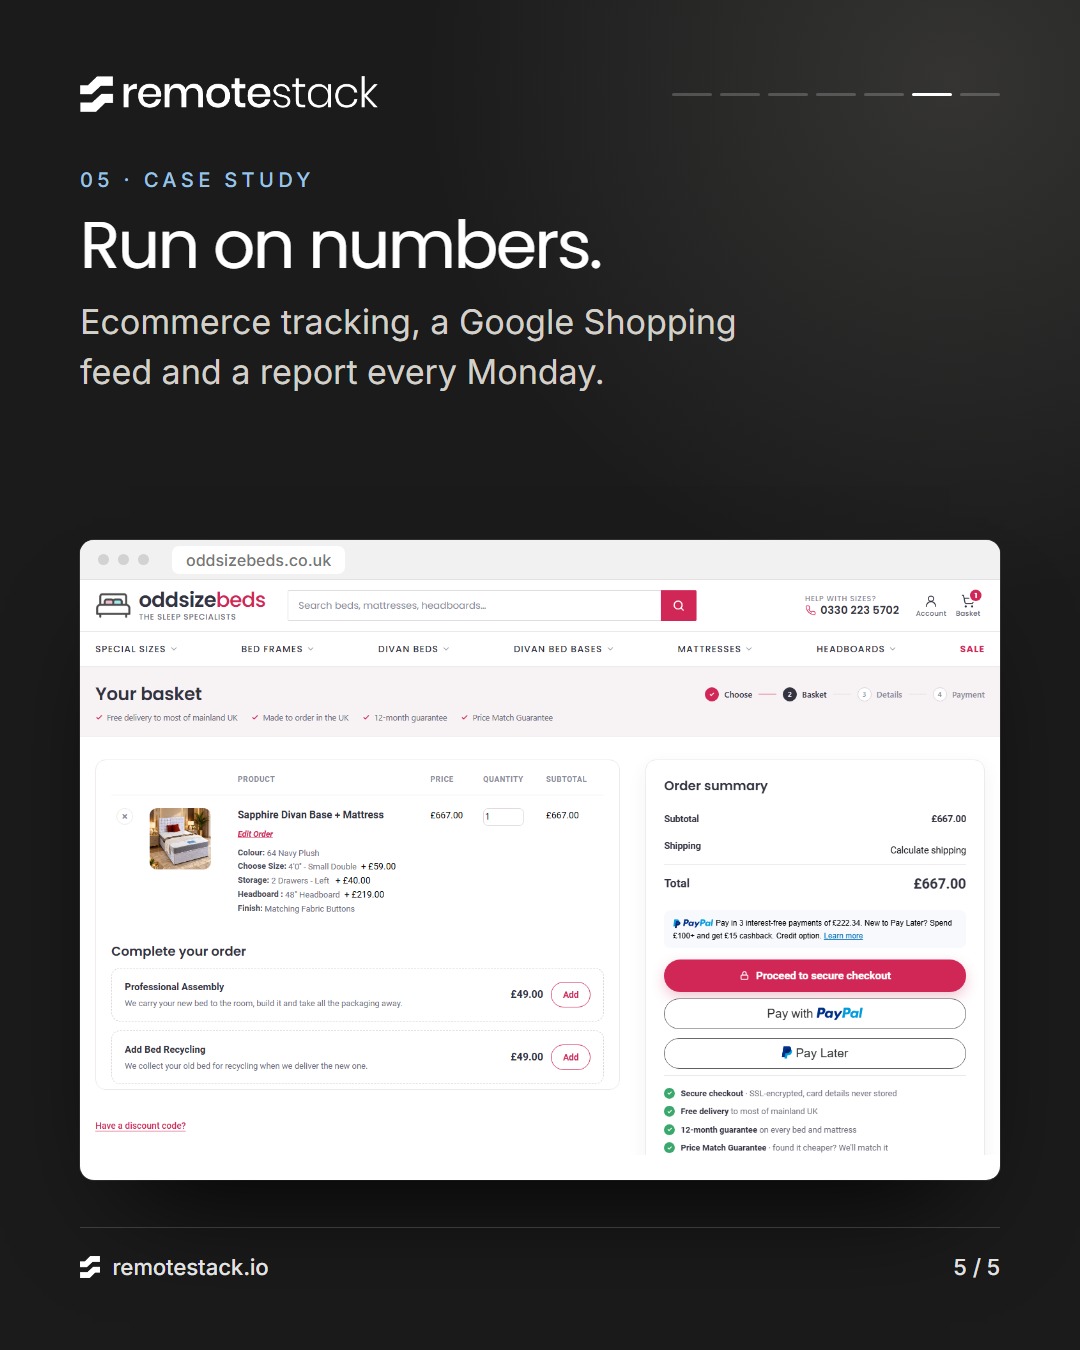 remotestack
05 · CASE STUDY
Run on numbers.
Ecommerce tracking, a Google Shopping
feed and a report every Monday.
oddsizebeds.co.uk
oddsizebeds
THE SLEEP SPECIALISTS
Search beds, mattresses, headboards...
HELP WITH SIZES?
0330 223 5702
Account
1
Basket
SPECIAL SIZES
BED FRAMES
DIVAN BEDS
DIVAN BED BASES
MATTRESSES
HEADBOARDS
SALE
Your basket
Choose
2 Basket
3 Details
4 Payment
Free delivery to most of mainland UK
Made to order in the UK
12-month guarantee
Price Match Guarantee
PRODUCT PRICE QUANTITY SUBTOTAL
Sapphire Divan Base + Mattress £667.00 1 £667.00
Edit Order
Colour: 64 Navy Plush
Choose Size: 4'0" - Small Double + £59.00
Storage: 2 Drawers - Left + £40.00
Headboard : 48" Headboard + £219.00
Finish: Matching Fabric Buttons
Complete your order
Professional Assembly
We carry your new bed to the room, build it and take all the packaging away.
£49.00 Add
Add Bed Recycling
We collect your old bed for recycling when we deliver the new one.
£49.00 Add
Have a discount code?
Order summary
Subtotal £667.00
Shipping Calculate shipping
Total £667.00
PayPal Pay in 3 interest-free payments of £222.34. New to Pay Later? Spend
£100+ and get £15 cashback. Credit option. Learn more
Proceed to secure checkout
Pay with PayPal
Pay Later
Secure checkout · SSL-encrypted, card details never stored
Free delivery to most of mainland UK
12-month guarantee on every bed and mattress
Price Match Guarantee · found it cheaper? We'll match it
remotestack.io
5 / 5